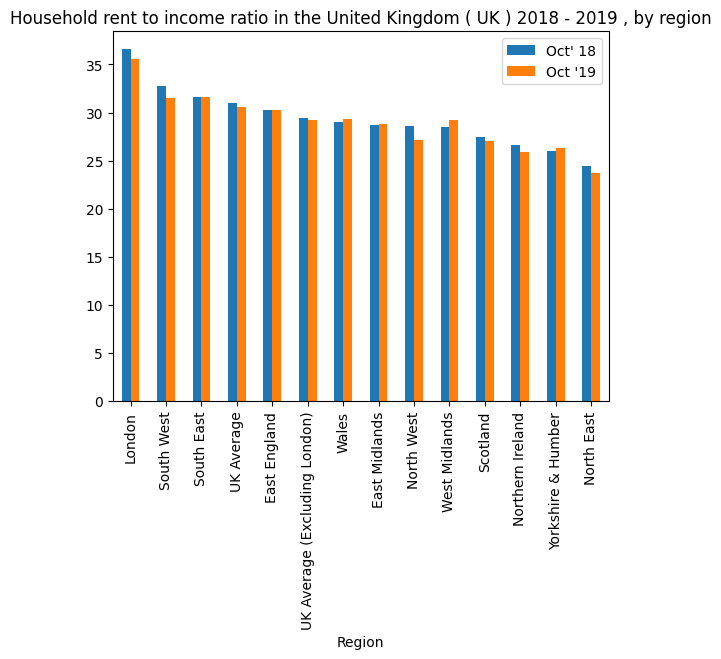 Household rent to income ratio in the United Kingdom ( UK ) 2018 - 2019 , by region
Oct' 18
Oct '19
35
30
25
20
15
10
5
0
London
South West
South East
UK Average
East England
UK Average (Excluding London)
Wales
East Midlands
North West
West Midlands
Scotland
Northern Ireland
Yorkshire & Humber
North East
Region